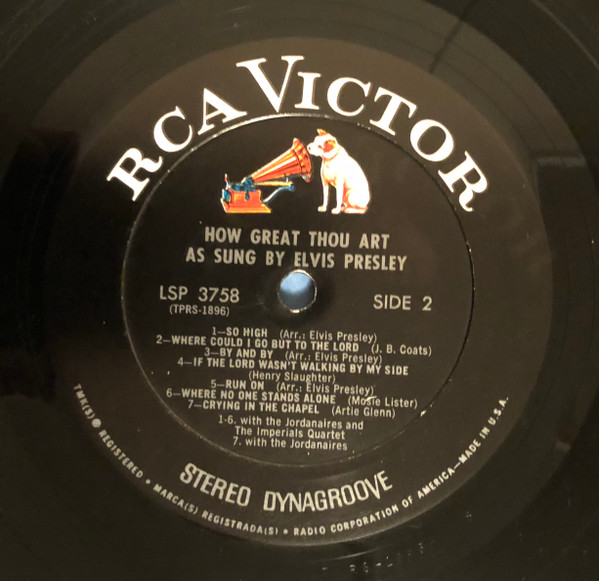 RCA VICTOR
HOW GREAT THOU ART
AS SUNG BY ELVIS PRESLEY
LSP 3758
(TPRS-1896)
SIDE 2
1—SO HIGH (Arr.: Elvis Presley)
2—WHERE COULD I GO BUT TO THE LORD (J. B. Coats)
3—BY AND BY (Arr.: Elvis Presley)
4—IF THE LORD WASN'T WALKING BY MY SIDE
(Henry Slaughter)
5—RUN ON (Arr.: Elvis Presley)
6—WHERE NO ONE STANDS ALONE (Mosie Lister)
7—CRYING IN THE CHAPEL (Artie Glenn)
1-6. with the Jordanaires and
The Imperials Quartet
7. with the Jordanaires
STEREO DYNAGROOVE
TMK(S) ® REGISTERED • MARCA(S) REGISTRADA(S) • RADIO CORPORATION OF AMERICA—MADE IN U.S.A.